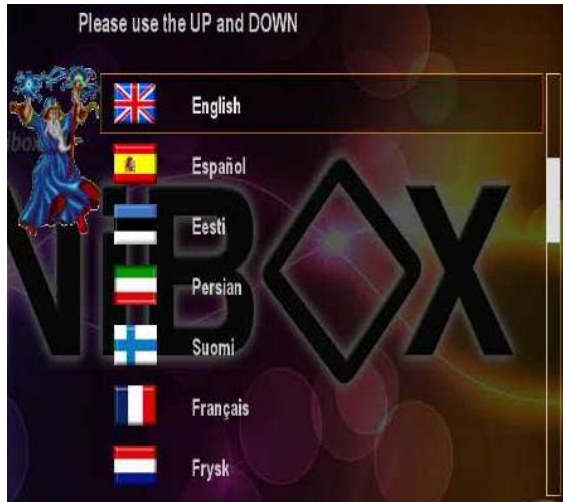 Please use the UP and DOWN
English
Español
Eesti
Persian
Suomi
Français
Frysk